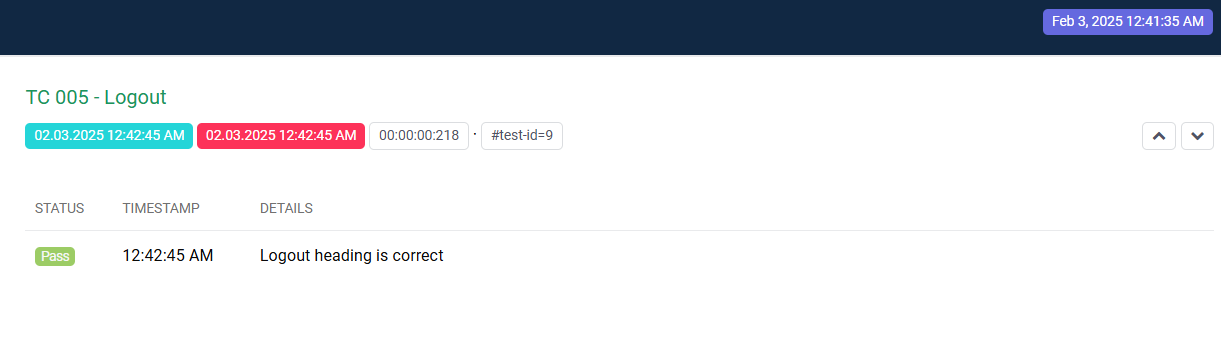 Feb 3, 2025 12:41:35 AM
TC 005 - Logout
02.03.2025 12:42:45 AM 02.03.2025 12:42:45 AM 00:00:00:218 · #test-id=9
STATUS TIMESTAMP DETAILS
Pass 12:42:45 AM Logout heading is correct